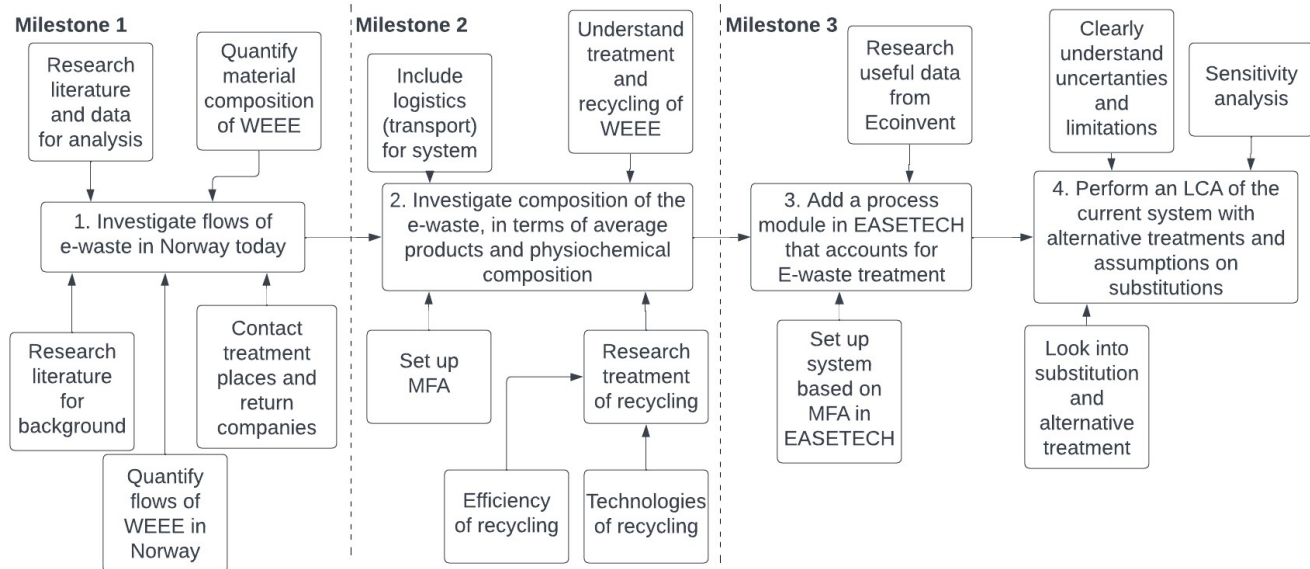 Milestone 1
Research
literature
and data
for analysis
Quantify
material
composition
of WEEE
1. Investigate flows of
e-waste in Norway today
Research
literature
for
background
Quantify
flows of
WEEE in
Norway
Contact
treatment
places and
return
companies
Milestone 2
Include
logistics
(transport)
for system
Understand
treatment
and
recycling of
WEEE
2. Investigate composition of the
e-waste, in terms of average
products and physiochemical
composition
Set up
MFA
Research
treatment
of recycling
Efficiency
of recycling
Technologies
of recycling
Milestone 3
Research
useful data
from
Ecoinvent
3. Add a process
module in EASETECH
that accounts for
E-waste treatment
Set up
system
based on
MFA in
EASETECH
Clearly
understand
uncertanties
and
limitations
Sensitivity
analysis
4. Perform an LCA of the
current system with
alternative treatments and
assumptions on
substitutions
Look into
substitution
and
alternative
treatment